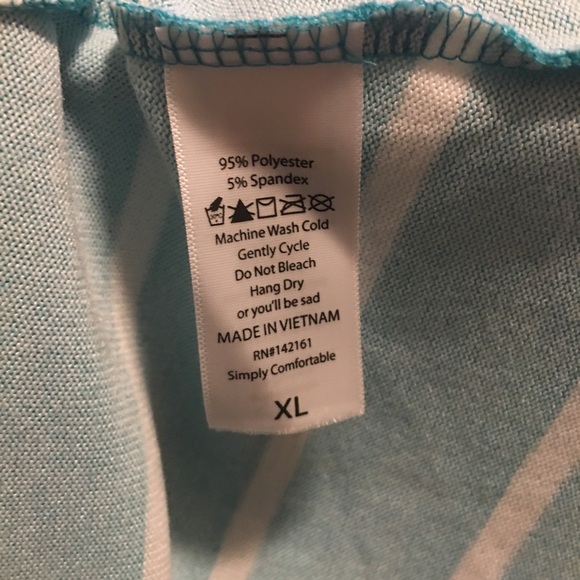 95% Polyester
5% Spandex
Machine Wash Cold
Gently Cycle
Do Not Bleach
Hang Dry
or you'll be sad
MADE IN VIETNAM
RN#142161
Simply Comfortable
XL